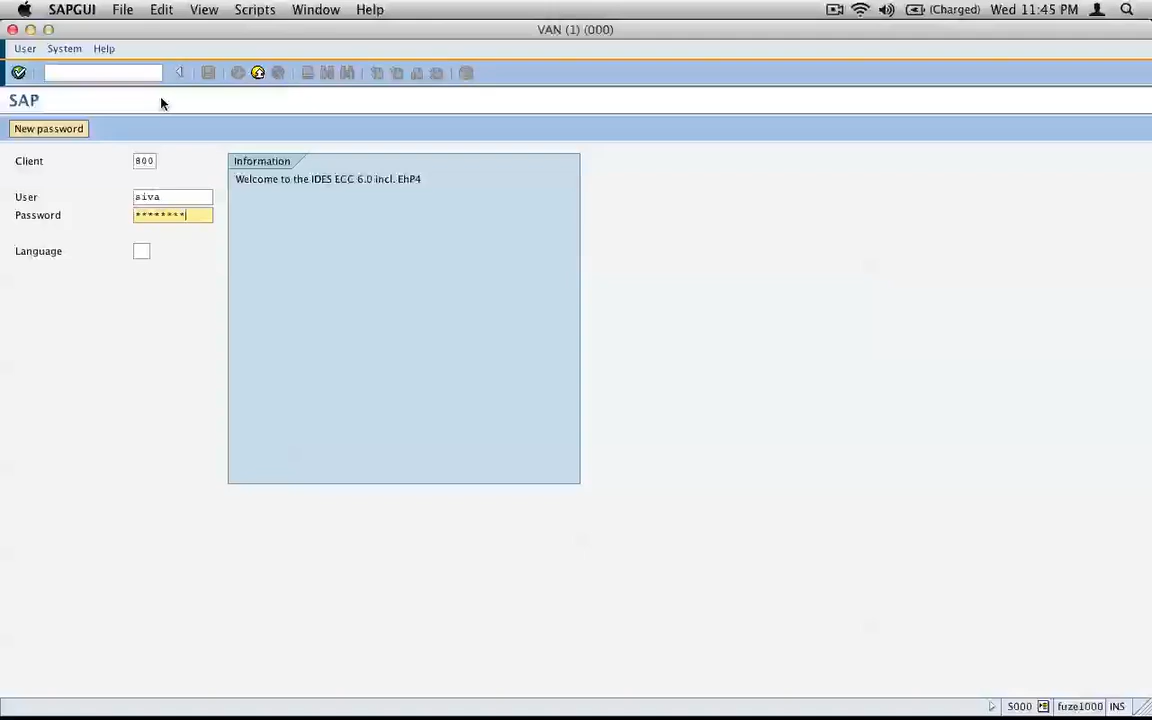 SAPGUI File Edit View Scripts Window Help (Charged) Wed 11:45 PM
VAN (1) (000)
User System Help
SAP
New password
Client 800
Information
Welcome to the IDES ECC 6.0 incl. EhP4
User siva
Password ********
Language
S000 fuze1000 INS